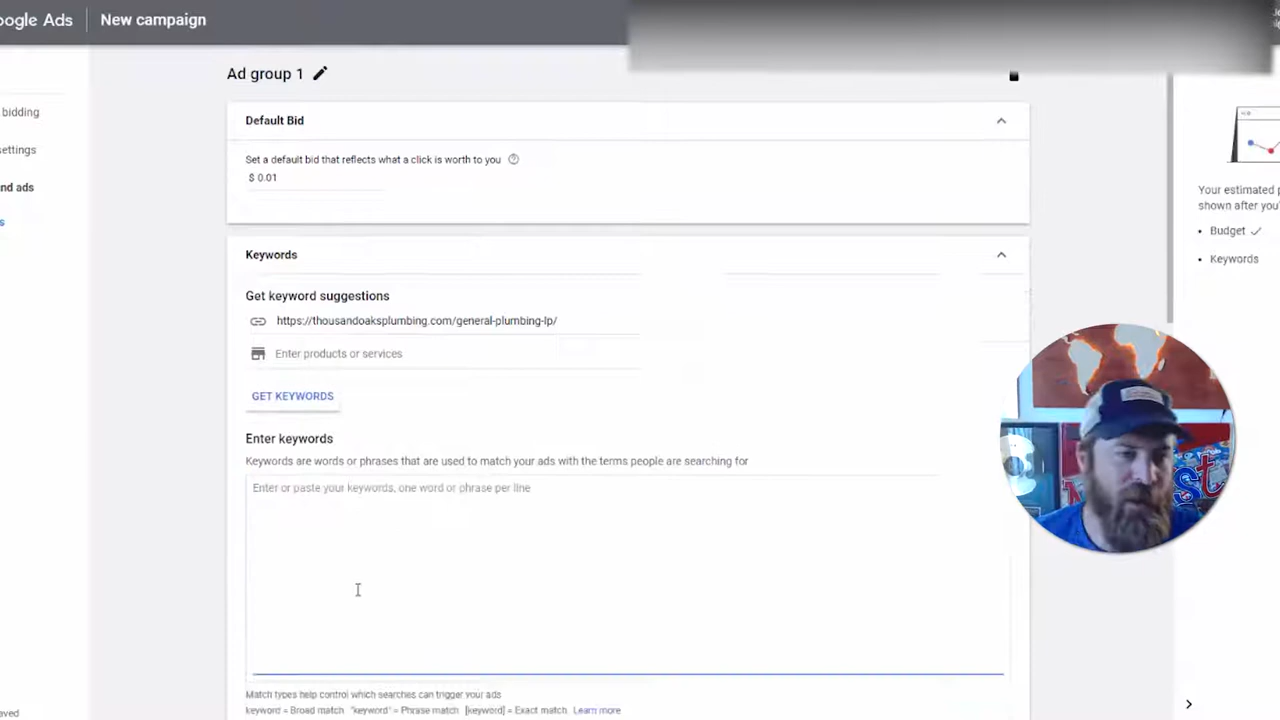 ogle Ads New campaign
Ad group 1
bidding
Default Bid
ettings
Set a default bid that reflects what a click is worth to you
$ 0.01
nd ads
s
Your estimated p
shown after you'
Budget
Keywords
Keywords
Get keyword suggestions
https://thousandoaksplumbing.com/general-plumbing-lp/
Enter products or services
GET KEYWORDS
Enter keywords
Keywords are words or phrases that are used to match your ads with the terms people are searching for
Enter or paste your keywords, one word or phrase per line
Match types help control which searches can trigger your ads
keyword = Broad match "keyword" = Phrase match [keyword] = Exact match Learn more
aved